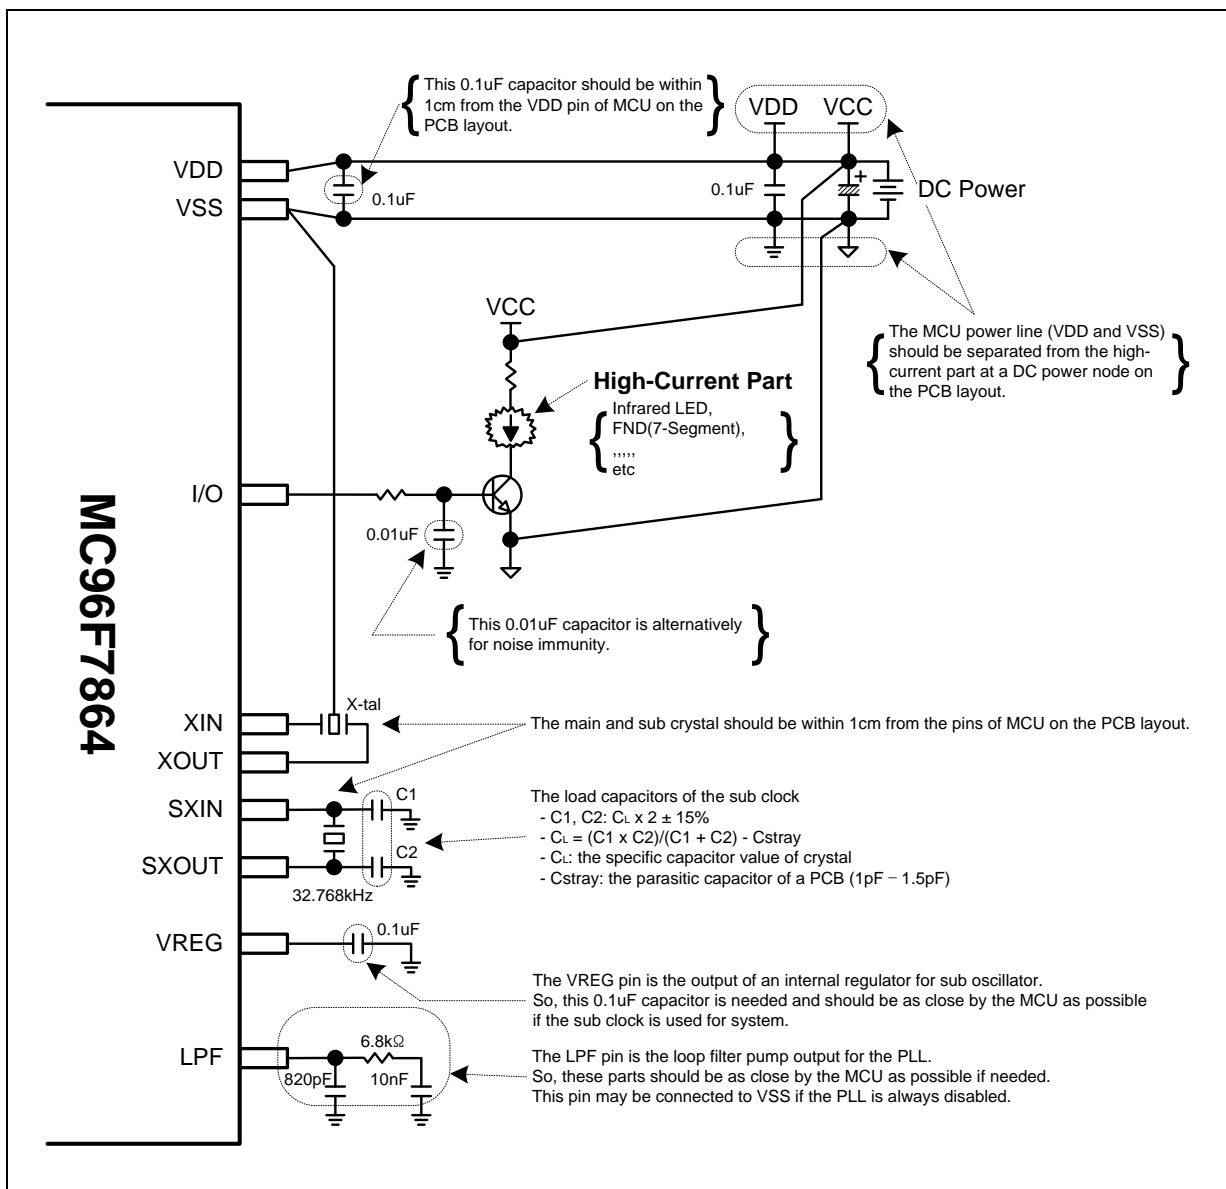 This 0.1uF capacitor should be within
1cm from the VDD pin of MCU on the
PCB layout.
VDD
VCC
VDD
VSS
0.1uF
0.1uF
+
DC Power
VCC
The MCU power line (VDD and VSS)
should be separated from the high-
current part at a DC power node on
the PCB layout.
High-Current Part
Infrared LED,
FND(7-Segment),
,,,,,
etc
I/O
0.01uF
MC96F7864
This 0.01uF capacitor is alternatively
for noise immunity.
XIN
X-tal
The main and sub crystal should be within 1cm from the pins of MCU on the PCB layout.
XOUT
SXIN
C1
The load capacitors of the sub clock
- C1, C2: CL x 2 ± 15%
- CL = (C1 x C2)/(C1 + C2) - Cstray
- CL: the specific capacitor value of crystal
- Cstray: the parasitic capacitor of a PCB (1pF – 1.5pF)
SXOUT
C2
32.768kHz
VREG
0.1uF
The VREG pin is the output of an internal regulator for sub oscillator.
So, this 0.1uF capacitor is needed and should be as close by the MCU as possible
if the sub clock is used for system.
LPF
6.8kΩ
820pF
10nF
The LPF pin is the loop filter pump output for the PLL.
So, these parts should be as close by the MCU as possible if needed.
This pin may be connected to VSS if the PLL is always disabled.